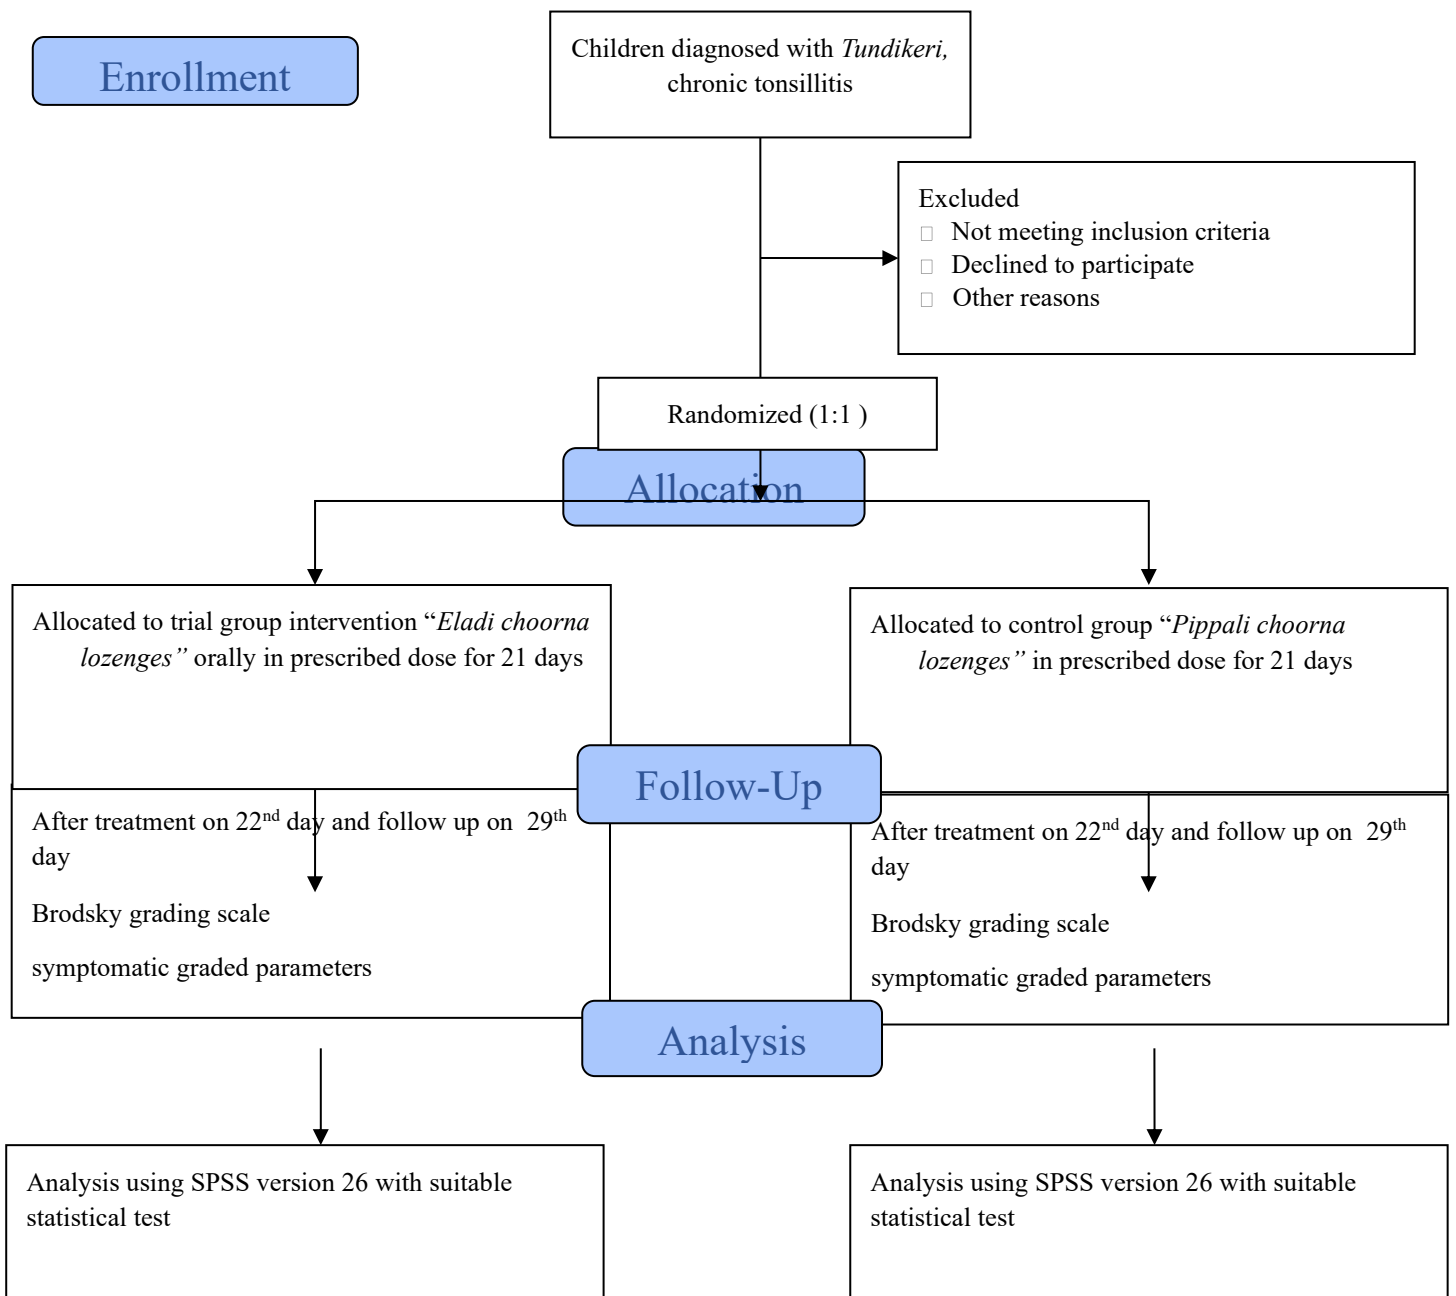 Enrollment
Children diagnosed with Tundikeri,
chronic tonsillitis
Excluded
Not meeting inclusion criteria
Declined to participate
Other reasons
Randomized (1:1 )
Allocation
Allocated to trial group intervention “Eladi choorna
lozenges” orally in prescribed dose for 21 days
Allocated to control group “Pippali choorna
lozenges” in prescribed dose for 21 days
Follow-Up
After treatment on 22nd day and follow up on 29th
day
Brodsky grading scale
symptomatic graded parameters
After treatment on 22nd day and follow up on 29th
day
Brodsky grading scale
symptomatic graded parameters
Analysis
Analysis using SPSS version 26 with suitable
statistical test
Analysis using SPSS version 26 with suitable
statistical test